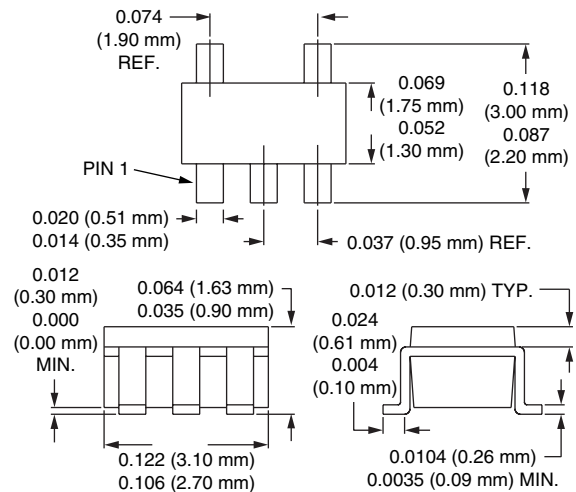 0.074
(1.90 mm)
REF.
0.069
(1.75 mm)
0.052
(1.30 mm)
0.118
(3.00 mm)
0.087
(2.20 mm)
PIN 1
0.020 (0.51 mm)
0.014 (0.35 mm)
0.037 (0.95 mm) REF.
0.012
(0.30 mm)
0.000
(0.00 mm)
MIN.
0.064 (1.63 mm)
0.035 (0.90 mm)
0.012 (0.30 mm) TYP.
0.024
(0.61 mm)
0.004
(0.10 mm)
0.122 (3.10 mm)
0.106 (2.70 mm)
0.0104 (0.26 mm)
0.0035 (0.09 mm) MIN.